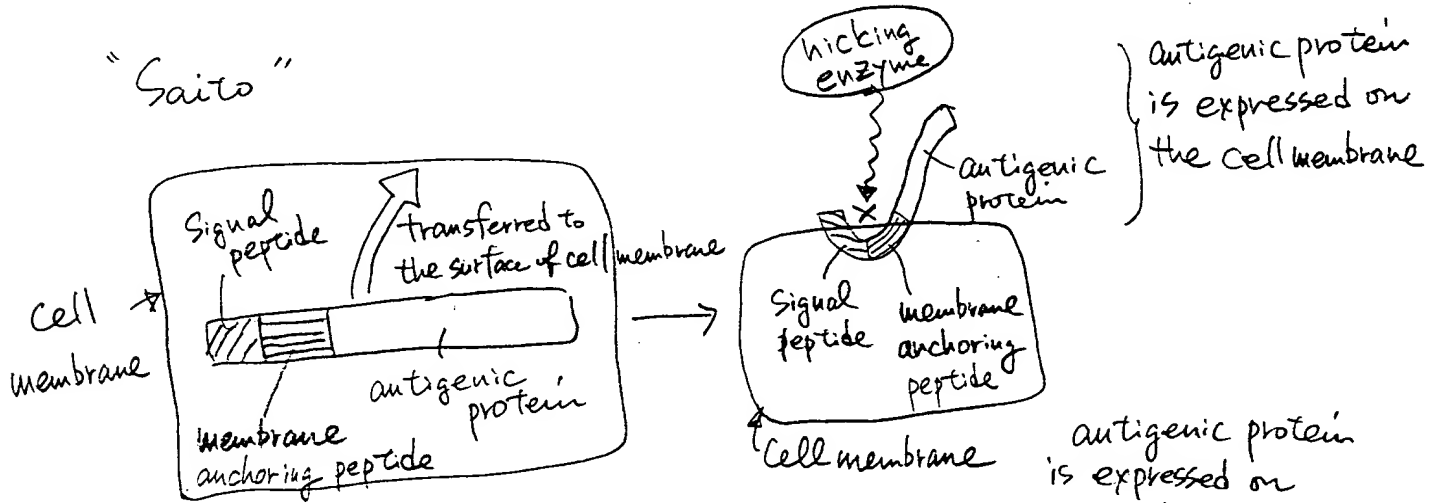 "Saito"
Signal
peptide
transferred to
the surface of cell membrane
cell
membrane
antigenic
protein
membrane
anchoring peptide
nicking
enzyme
antigenic
protein
antigenic protein
is expressed on
the cell membrane
Signal
peptide
membrane
anchoring
peptide
Cell membrane
antigenic protein
is expressed on